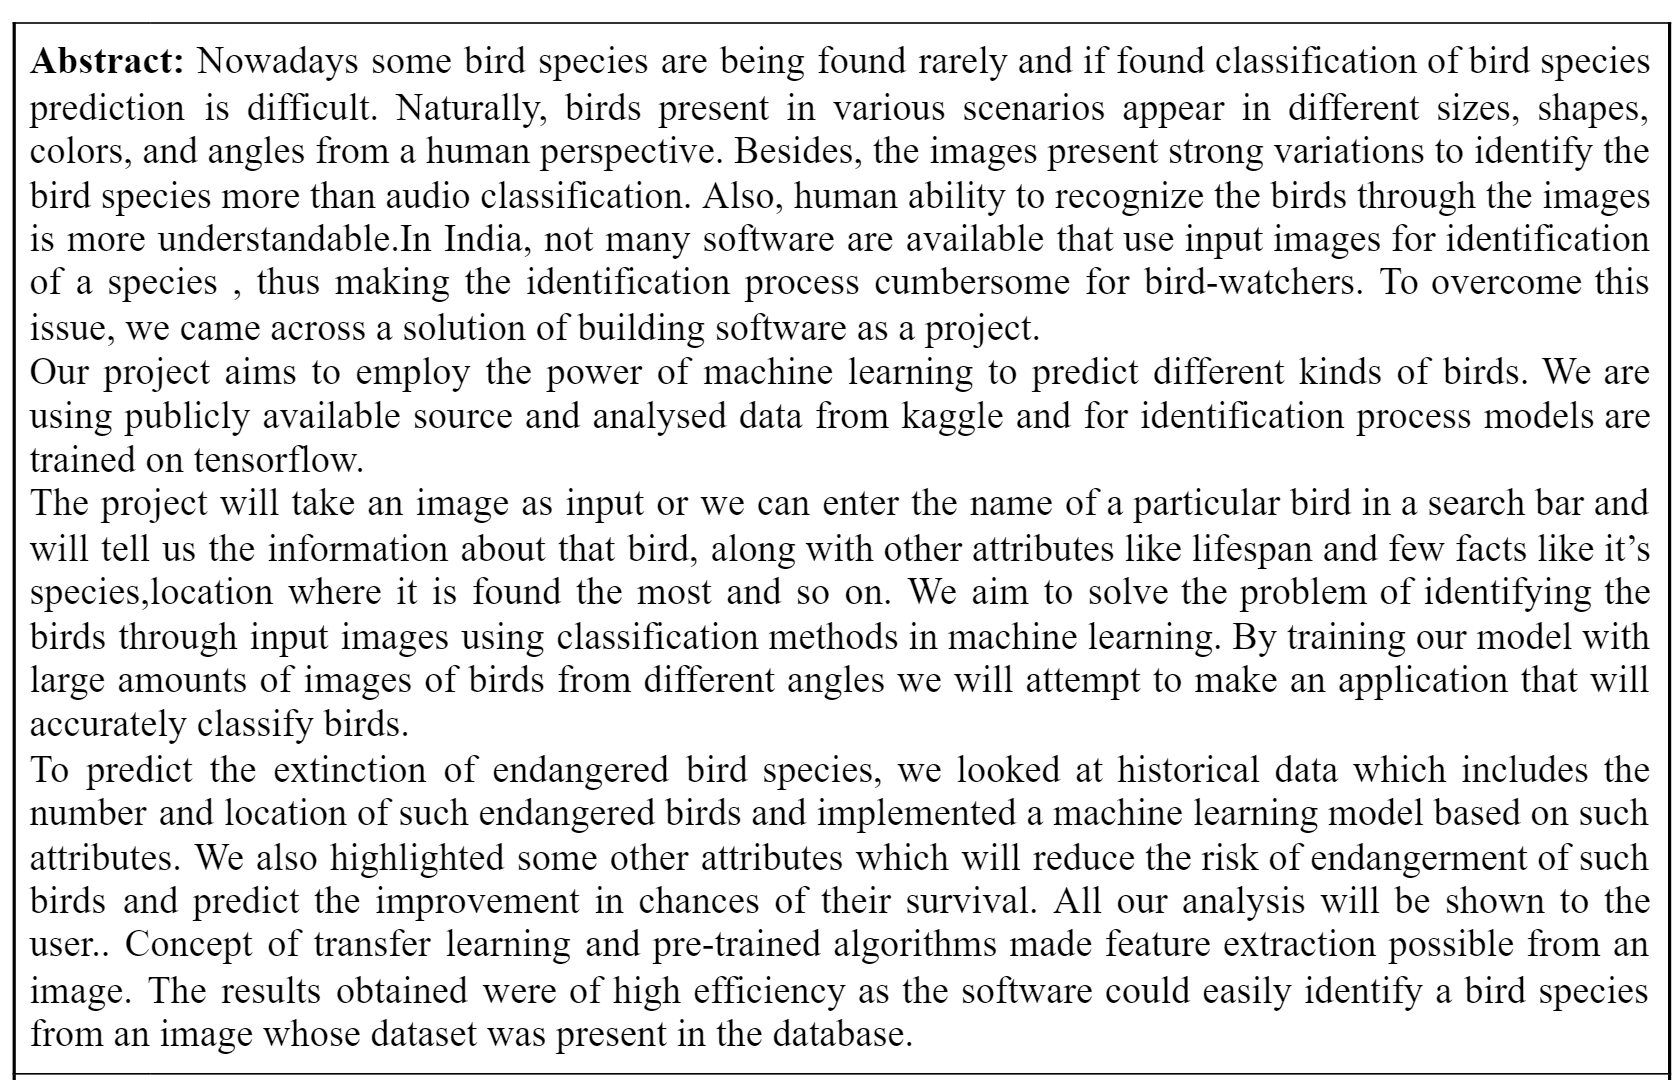 Abstract: Nowadays some bird species are being found rarely and if found classification of bird species
prediction is difficult. Naturally, birds present in various scenarios appear in different sizes, shapes,
colors, and angles from a human perspective. Besides, the images present strong variations to identify the
bird species more than audio classification. Also, human ability to recognize the birds through the images
is more understandable.In India, not many software are available that use input images for identification
of a species , thus making the identification process cumbersome for bird-watchers. To overcome this
issue, we came across a solution of building software as a project.
Our project aims to employ the power of machine learning to predict different kinds of birds. We are
using publicly available source and analysed data from kaggle and for identification process models are
trained on tensorflow.
The project will take an image as input or we can enter the name of a particular bird in a search bar and
will tell us the information about that bird, along with other attributes like lifespan and few facts like it’s
species,location where it is found the most and so on. We aim to solve the problem of identifying the
birds through input images using classification methods in machine learning. By training our model with
large amounts of images of birds from different angles we will attempt to make an application that will
accurately classify birds.
To predict the extinction of endangered bird species, we looked at historical data which includes the
number and location of such endangered birds and implemented a machine learning model based on such
attributes. We also highlighted some other attributes which will reduce the risk of endangerment of such
birds and predict the improvement in chances of their survival. All our analysis will be shown to the
user.. Concept of transfer learning and pre-trained algorithms made feature extraction possible from an
image. The results obtained were of high efficiency as the software could easily identify a bird species
from an image whose dataset was present in the database.